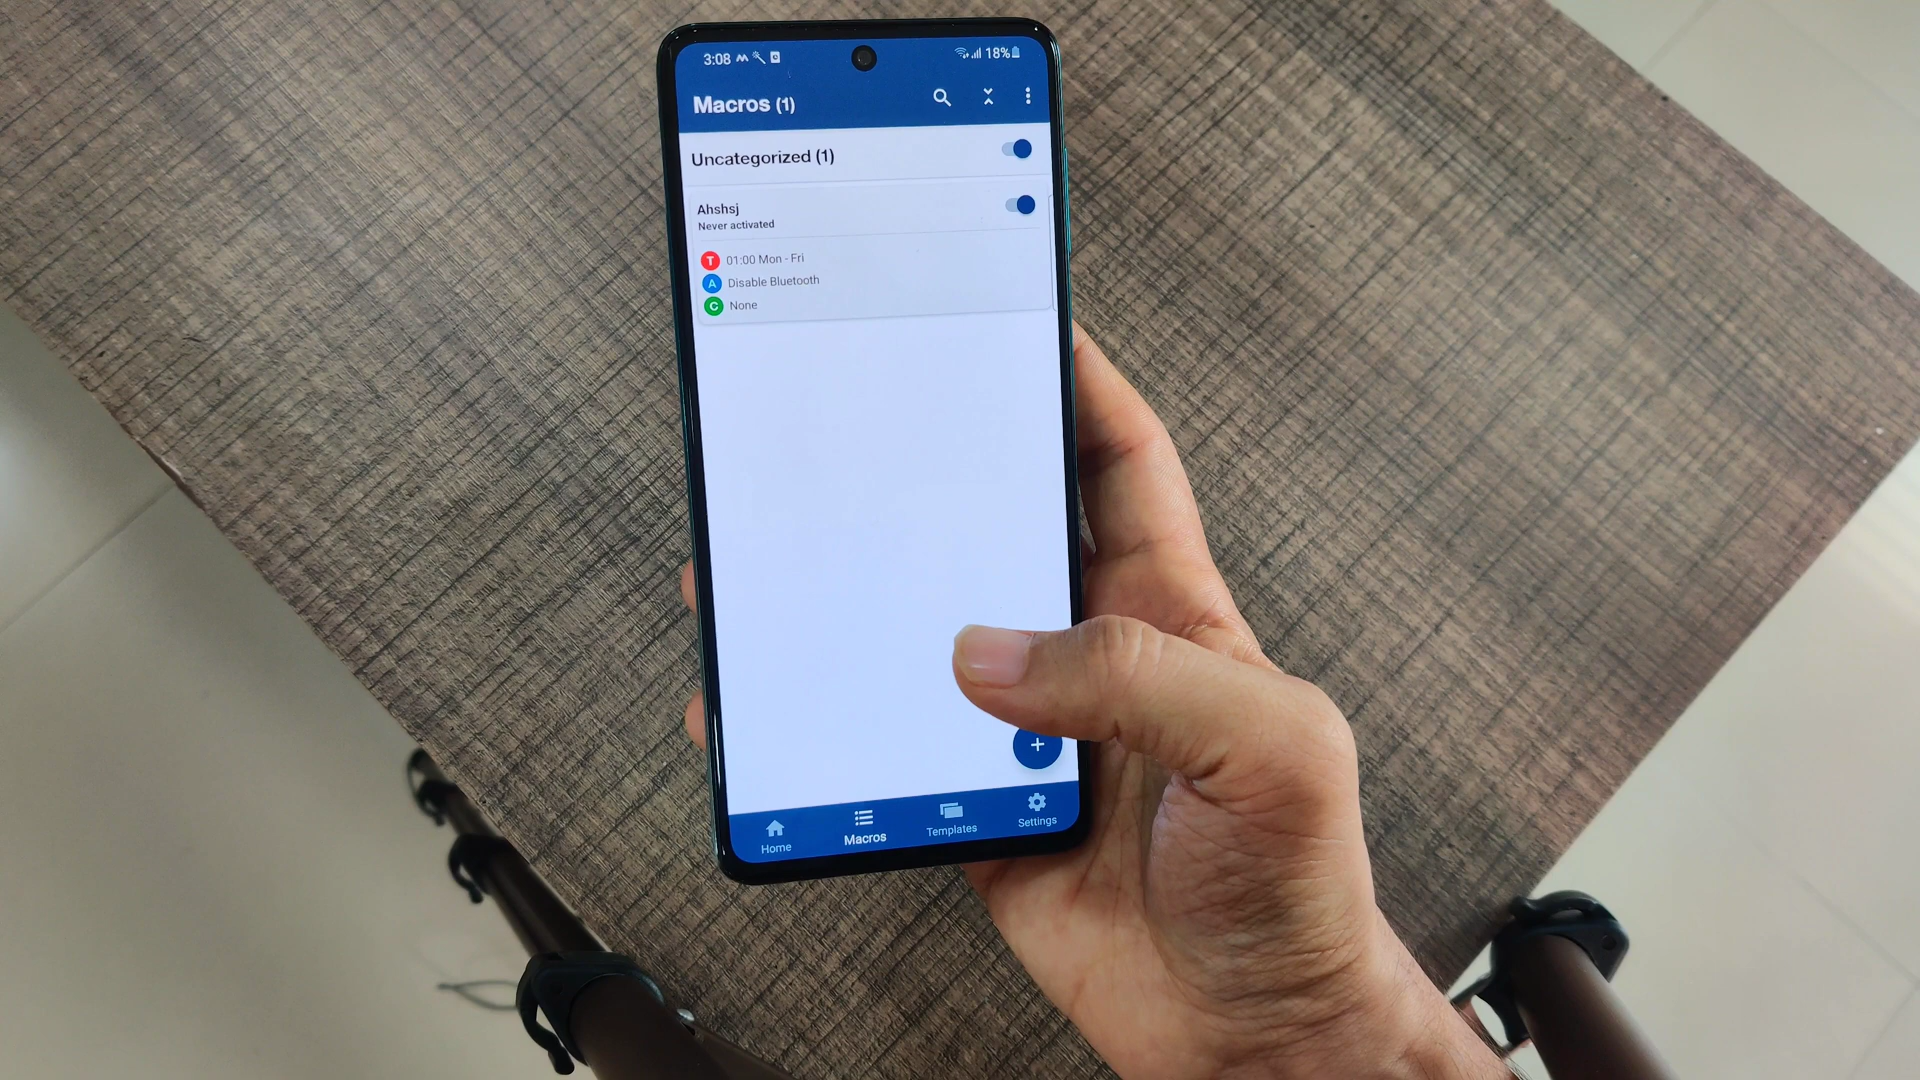 3:08 18%
Macros (1)
Uncategorized (1)
Ahshsj
Never activated
T 01:00 Mon - Fri
A Disable Bluetooth
C None
+
Home Macros Templates Settings